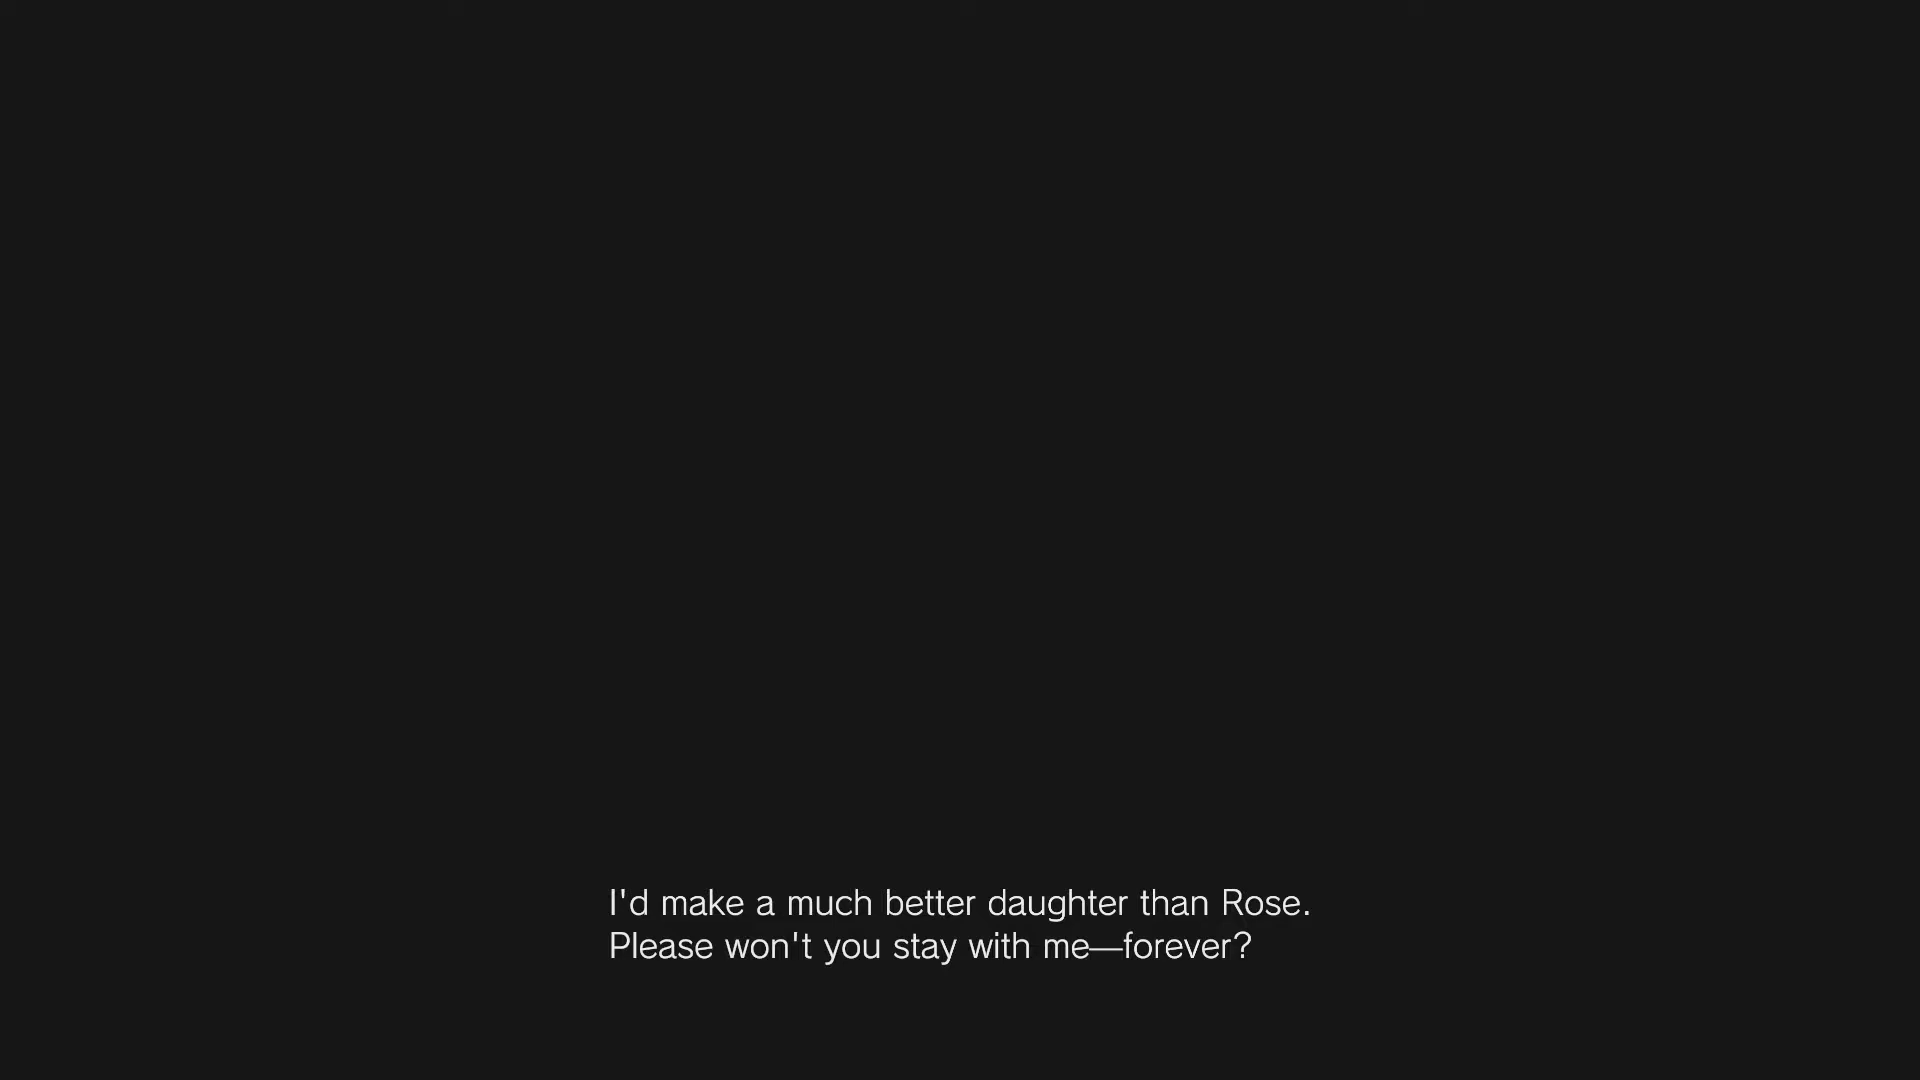 I'd make a much better daughter than Rose.
Please won't you stay with me—forever?